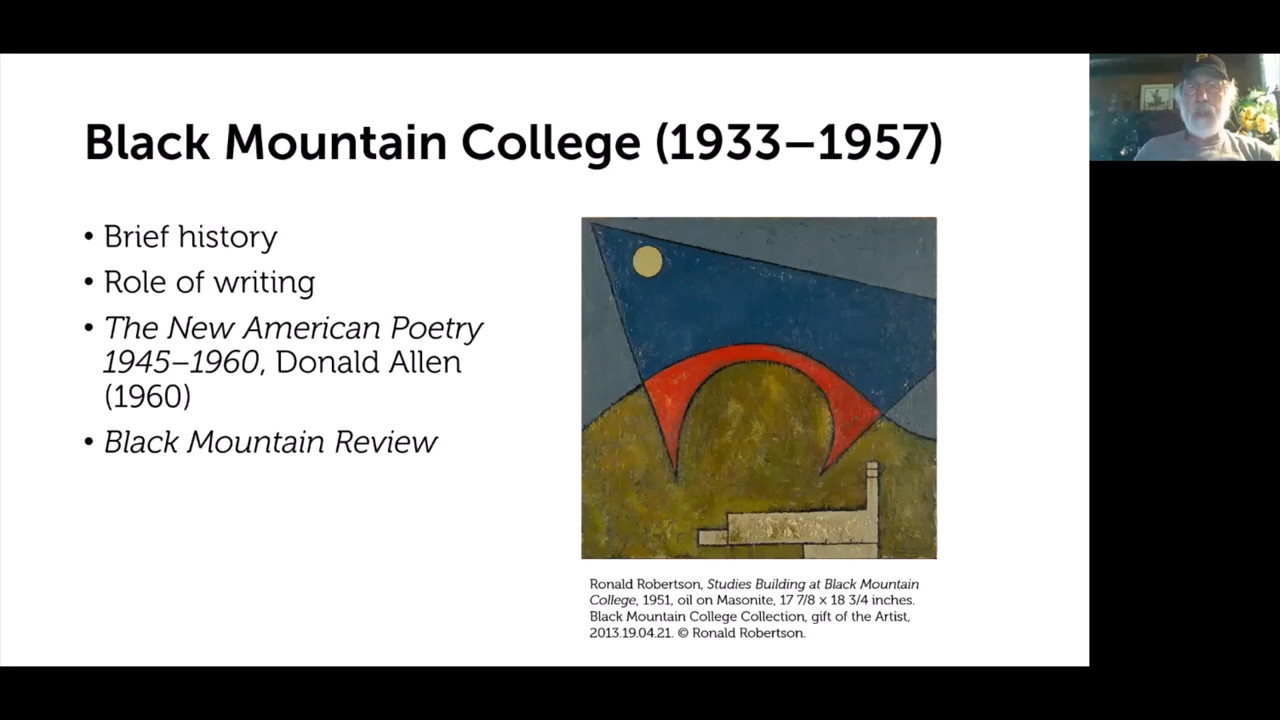 Black Mountain College (1933–1957)
• Brief history
• Role of writing
• The New American Poetry
1945–1960, Donald Allen
(1960)
• Black Mountain Review
Ronald Robertson, Studies Building at Black Mountain
College, 1951, oil on Masonite, 17 7/8 × 18 3/4 inches.
Black Mountain College Collection, gift of the Artist,
2013.19.04.21. © Ronald Robertson.
P